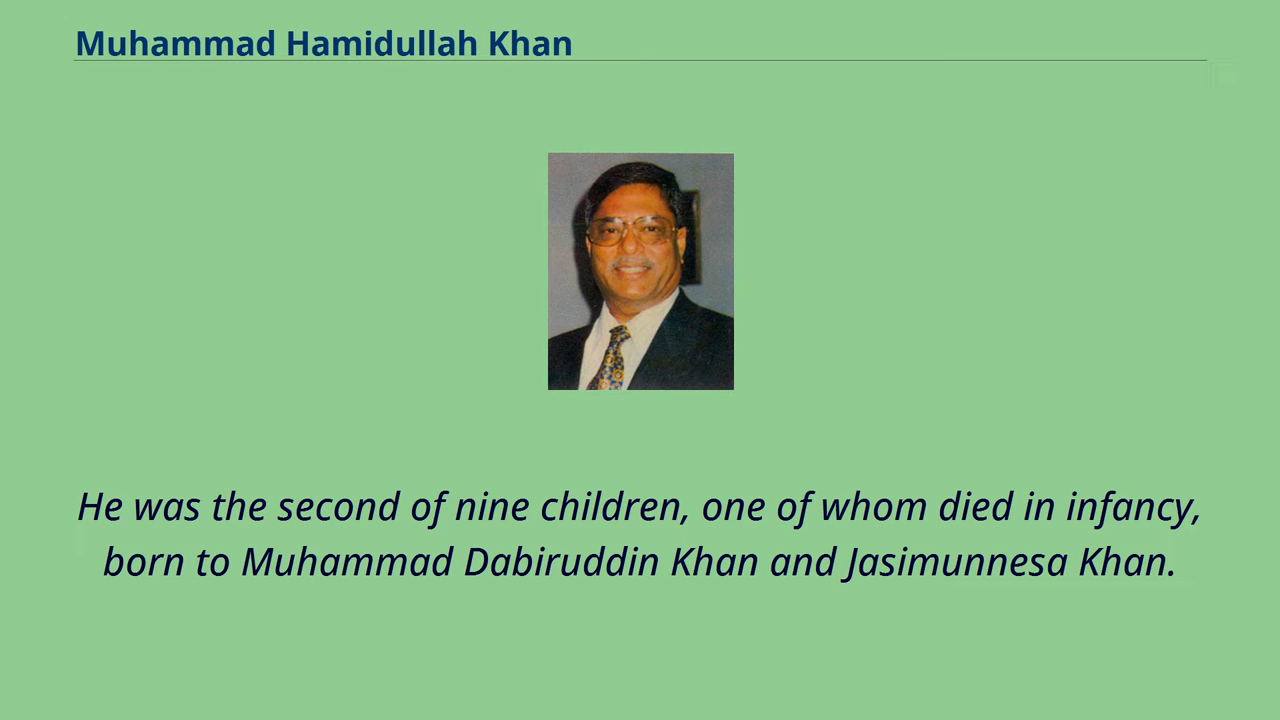 Muhammad Hamidullah Khan
He was the second of nine children, one of whom died in infancy,
born to Muhammad Dabiruddin Khan and Jasimunnesa Khan.